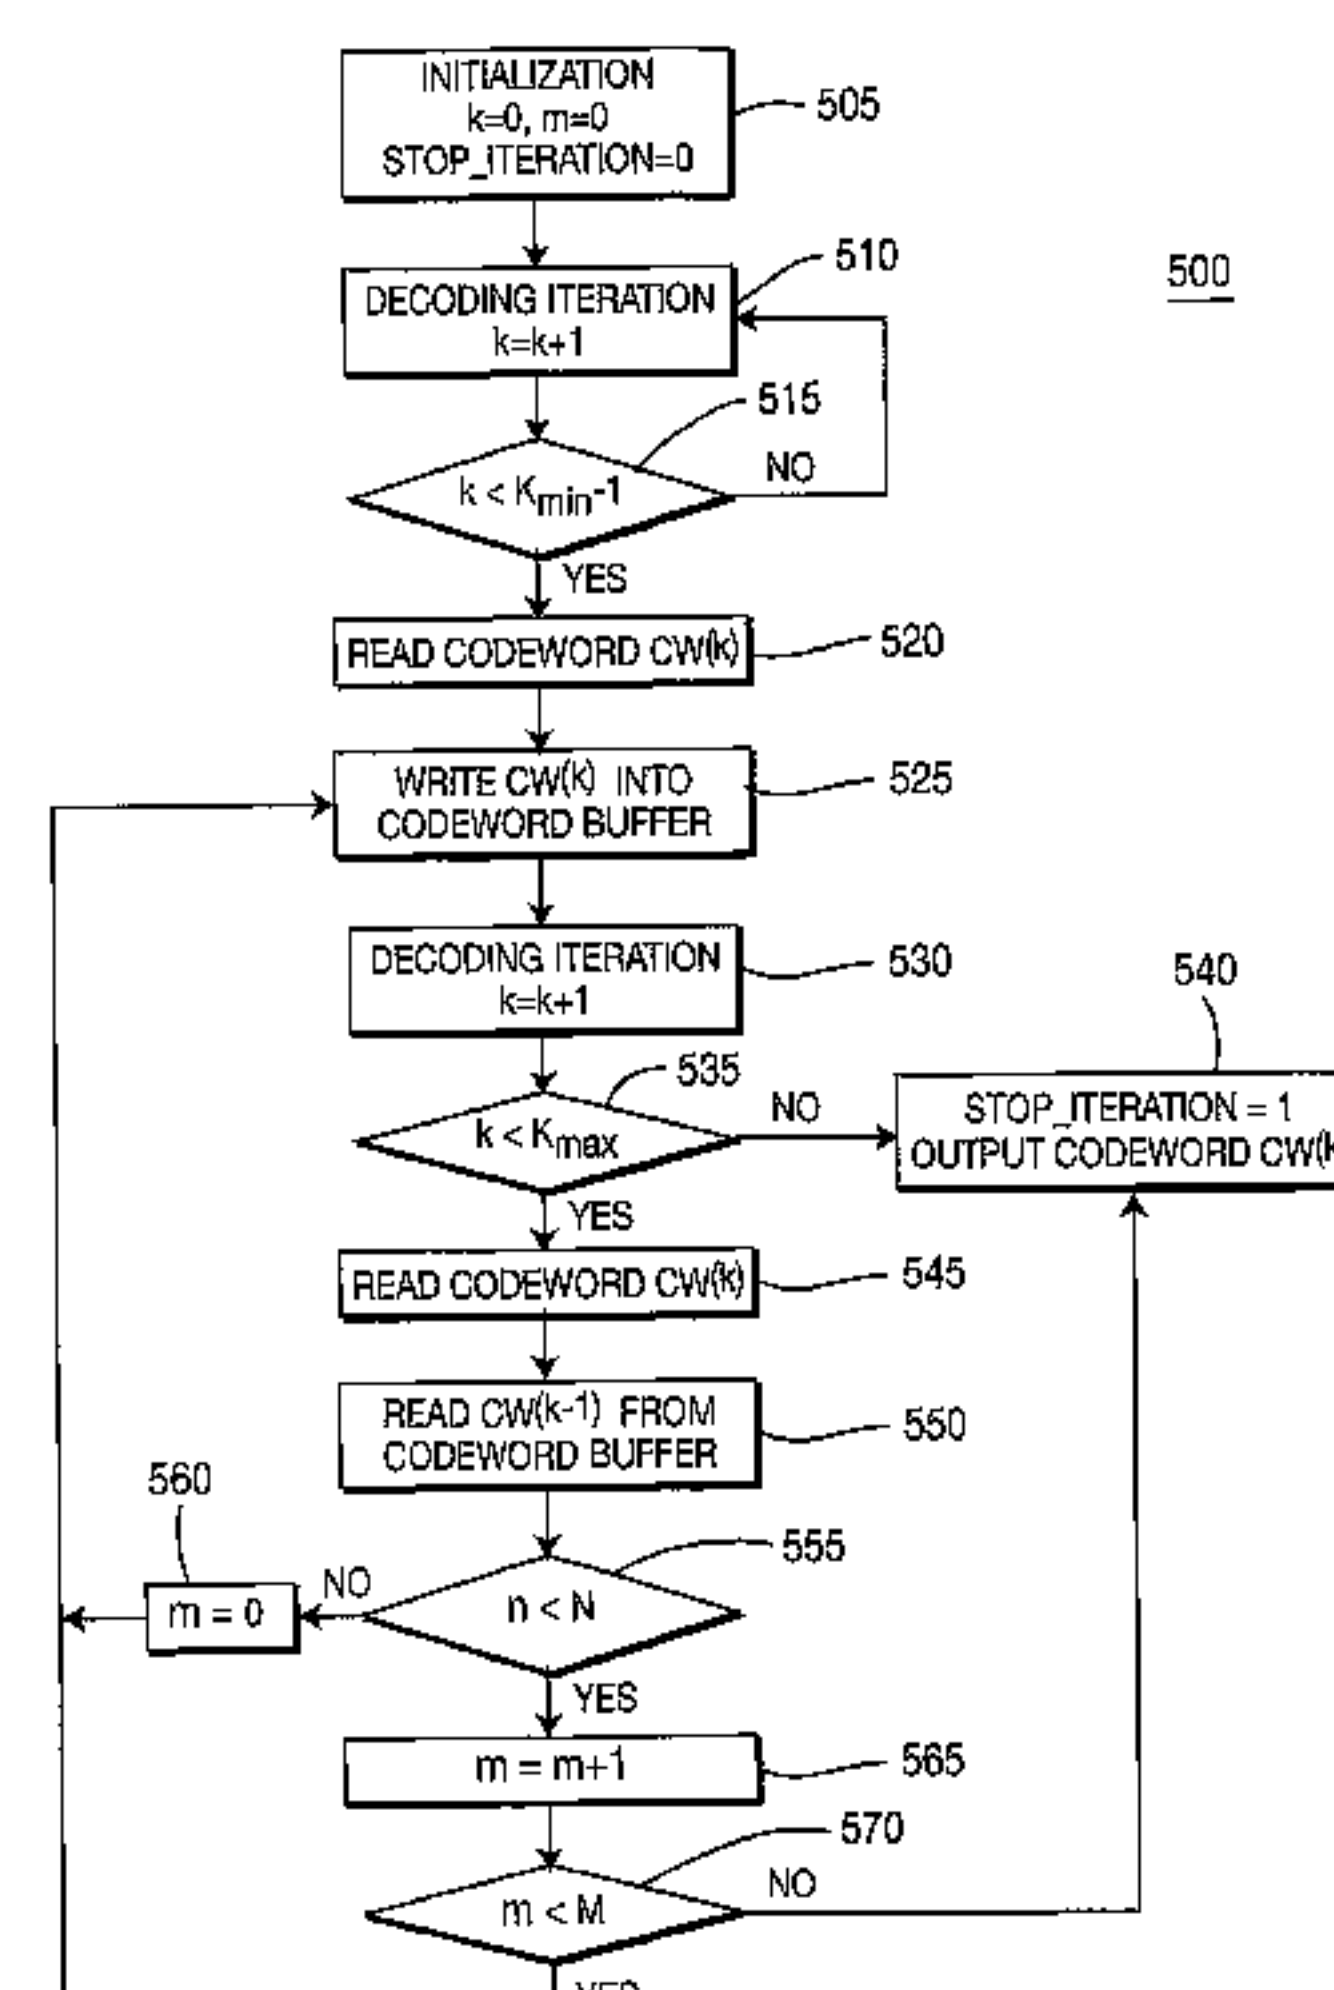 INITIALIZATION
k=0, m=0
STOP_ITERATION=0
505
DECODING ITERATION
k=k+1
510
500
515
k < Kmin-1
NO
YES
READ CODEWORD CW(k)
520
WRITE CW(k) INTO
CODEWORD BUFFER
525
DECODING ITERATION
k=k+1
530
540
535
k < Kmax
NO
STOP_ITERATION = 1
OUTPUT CODEWORD
YES
READ CODEWORD CW(k)
545
READ CW(k-1) FROM
CODEWORD BUFFER
550
560
555
n < N
NO
m = 0
YES
m = m+1
565
570
m < M
NO